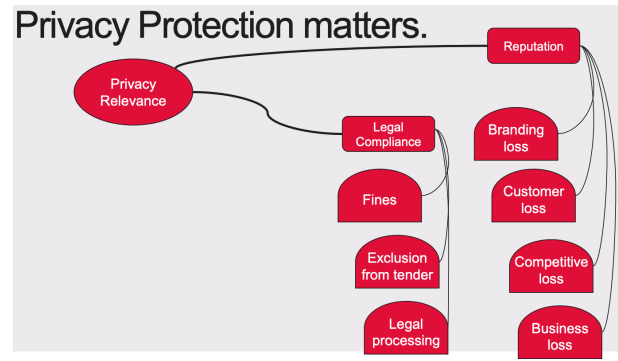 Privacy Protection matters.
Reputation
Privacy
Relevance
Legal
Compliance
Branding
loss
Fines
Customer
loss
Exclusion
from tender
Competitive
loss
Legal
processing
Business
loss